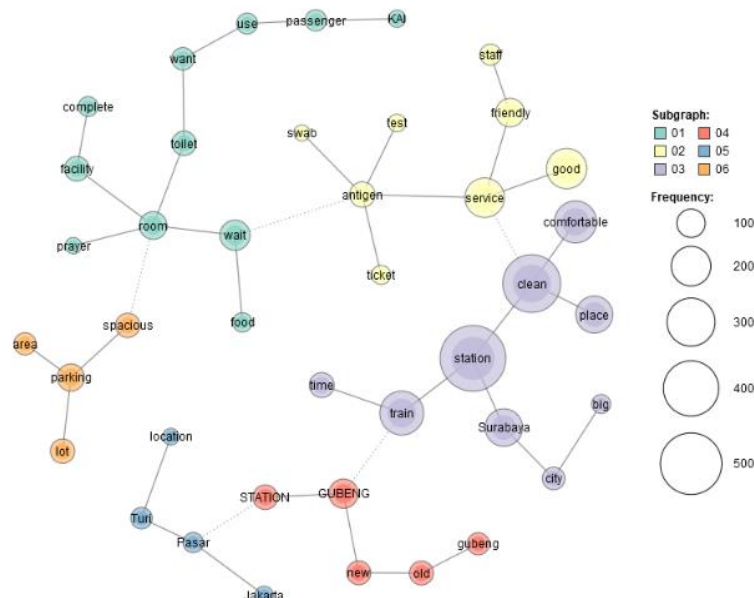 KAI
passenger
use
want
staff
complete
friendly
Subgraph:
01 04
02 05
03 06
swab
test
toilet
facility
good
antigen
service
Frequency:
room
wait
comfortable
100
prayer
200
ticket
clean
spacious
food
place
300
area
station
parking
time
400
train
big
Surabaya
location
lot
500
city
STATION
GUBENG
Turi
Pasar
gubeng
new
old
Jakarta